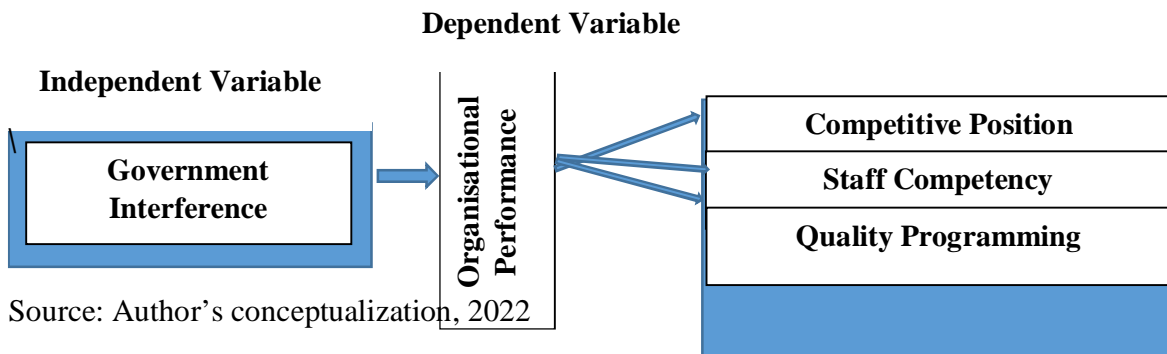 Dependent Variable
Independent Variable
\
Government
Interference
Organisational
Performance
Competitive Position
Staff Competency
Quality Programming
Source: Author’s conceptualization, 2022